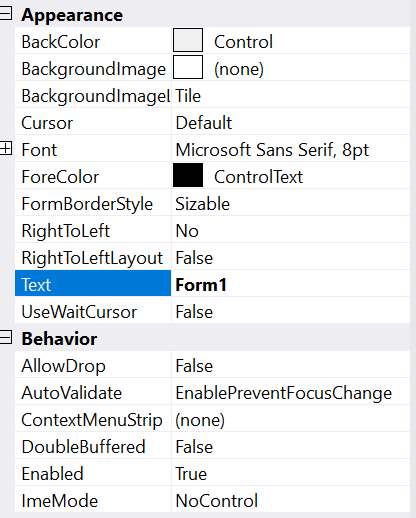 Appearance
BackColor Control
BackgroundImage (none)
BackgroundImagel Tile
Cursor Default
Font Microsoft Sans Serif, 8pt
ForeColor ControlText
FormBorderStyle Sizable
RightToLeft No
RightToLeftLayout False
Text Form1
UseWaitCursor False
Behavior
AllowDrop False
AutoValidate EnablePreventFocusChange
ContextMenuStrip (none)
DoubleBuffered False
Enabled True
ImeMode NoControl